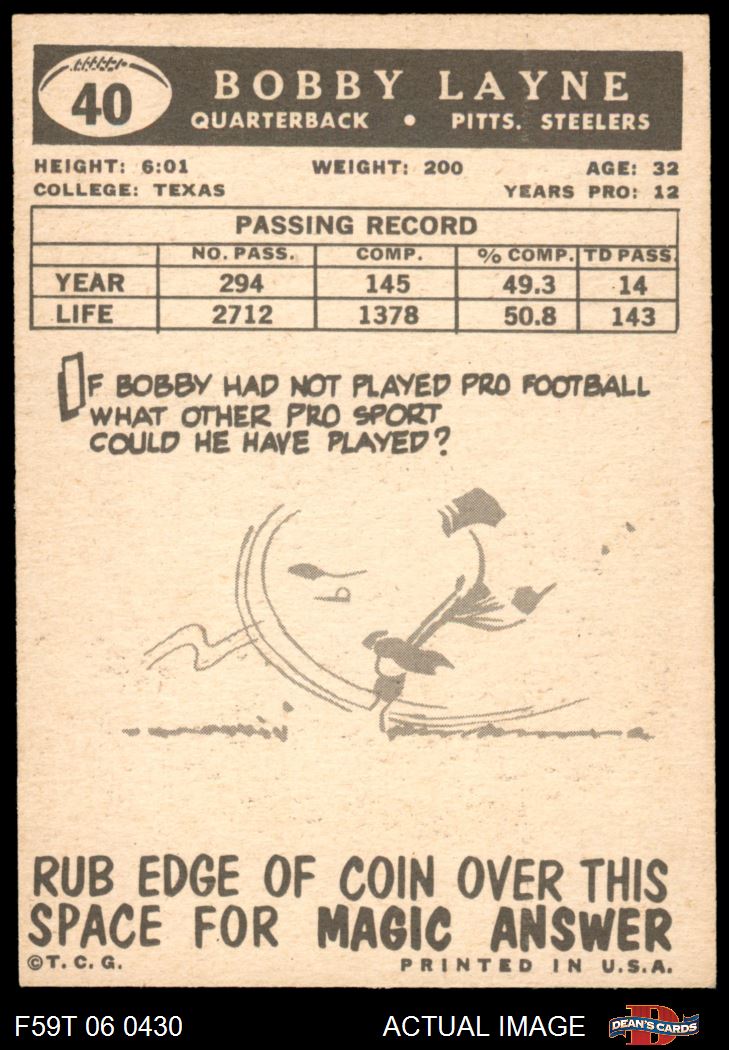 40
BOBBY LAYNE
QUARTERBACK • PITTS. STEELERS
HEIGHT: 6:01 WEIGHT: 200 AGE: 32
COLLEGE: TEXAS YEARS PRO: 12
PASSING RECORD
NO. PASS. COMP. % COMP. TD PASS.
YEAR 294 145 49.3 14
LIFE 2712 1378 50.8 143
IF BOBBY HAD NOT PLAYED PRO FOOTBALL
WHAT OTHER PRO SPORT
COULD HE HAVE PLAYED?
RUB EDGE OF COIN OVER THIS
SPACE FOR MAGIC ANSWER
©T. C. G. PRINTED IN U.S.A.
F59T 06 0430 ACTUAL IMAGE D DEAN'S CARDS